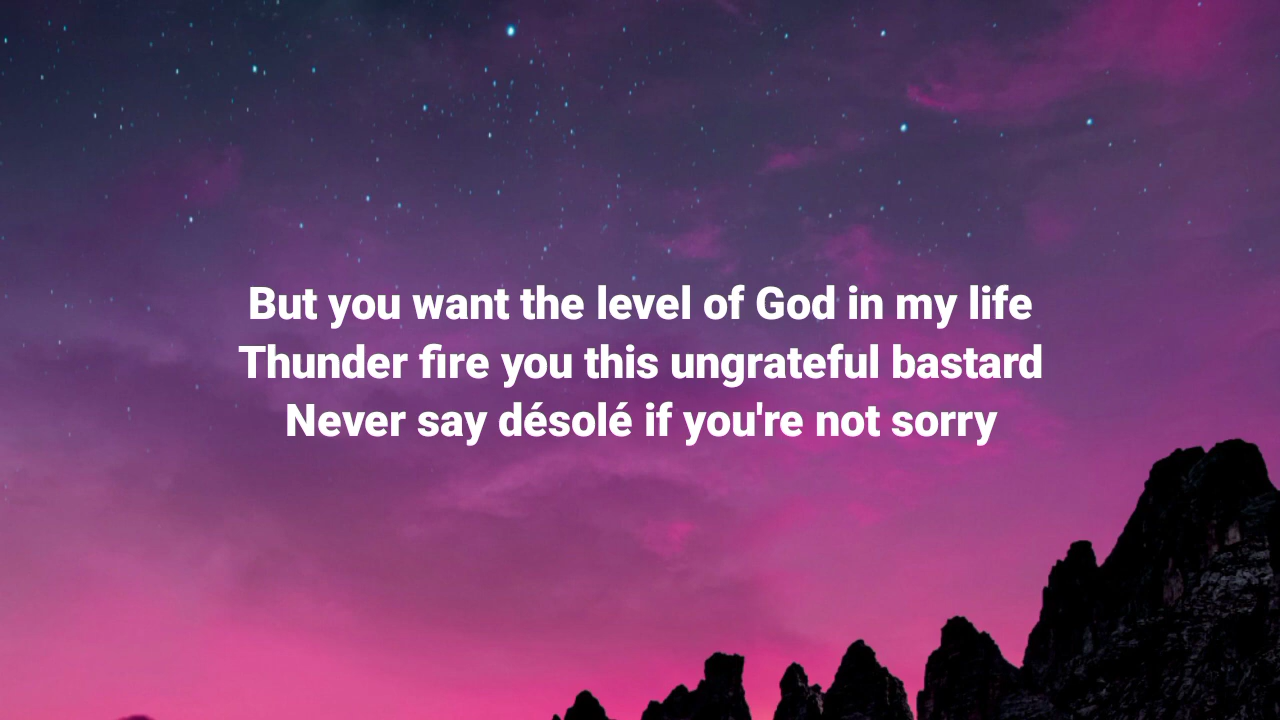 But you want the level of God in my life
Thunder fire you this ungrateful bastard
Never say désolé if you're not sorry